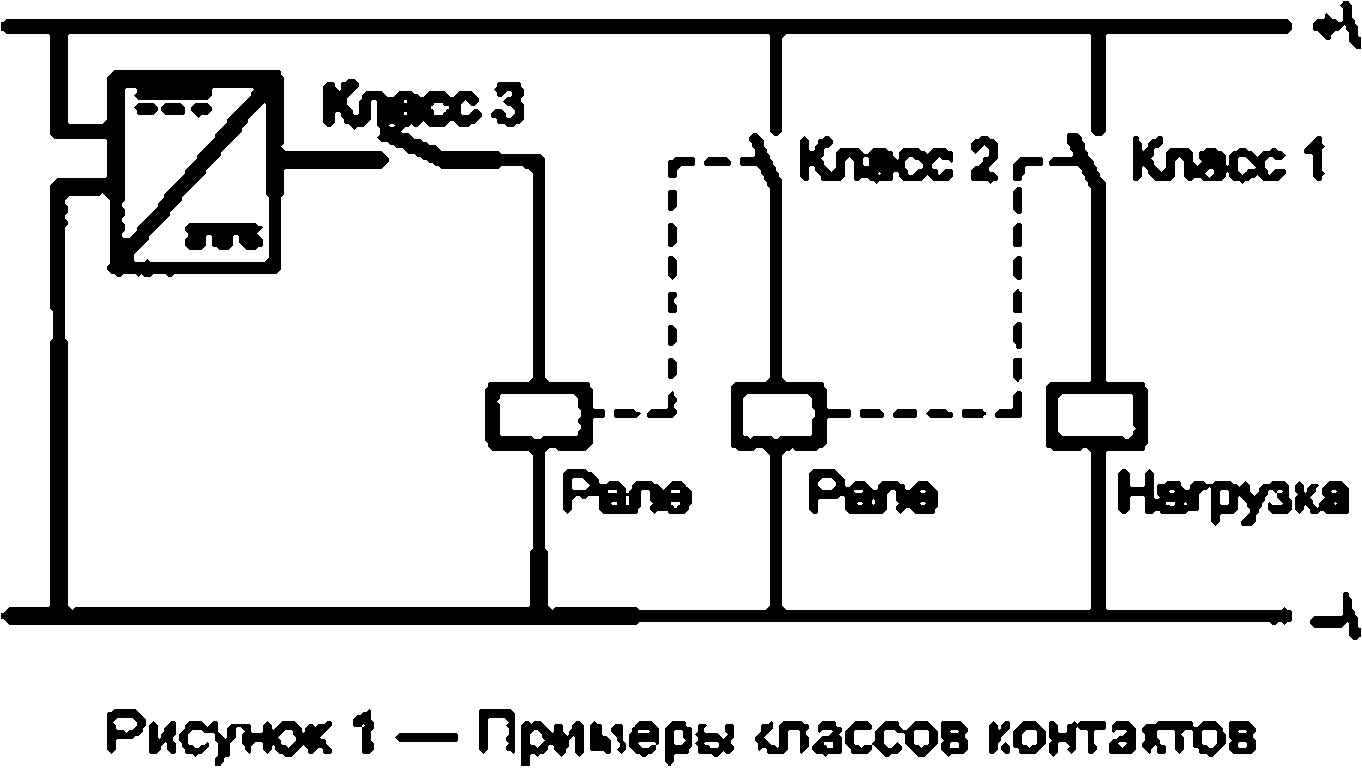 Класс 3
Класс 2
Класс 1
Реле
Реле
Нагрузка
Рисунок 1 — Примеры классов контактов